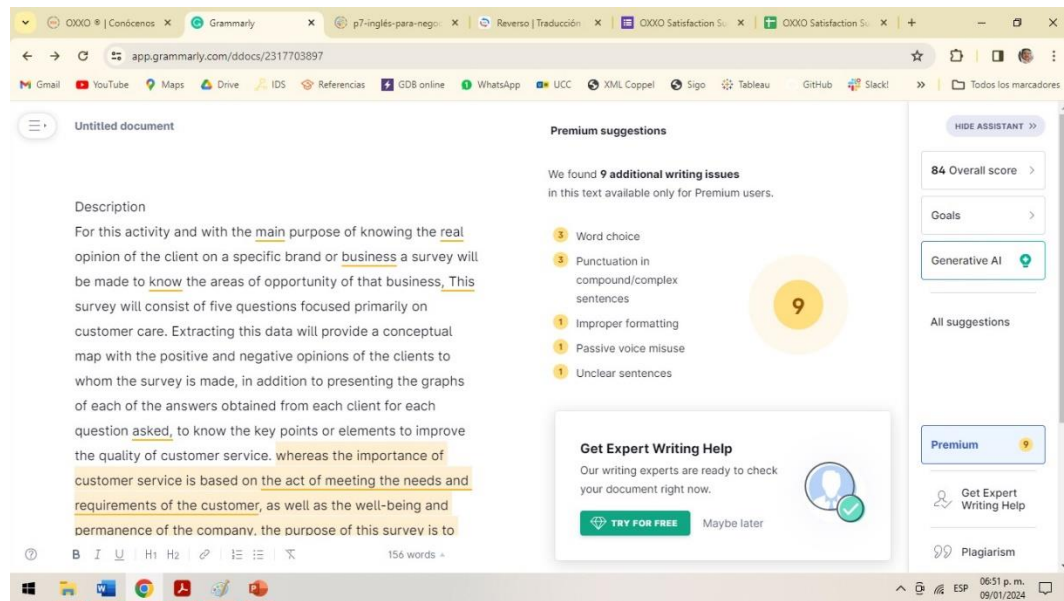 OXXO ® | Conócenos
Grammarly
p7-inglés-para-nego
Reverso | Traducción
OXXO Satisfaction Su
OXXO Satisfaction Su
app.grammarly.com/ddocs/2317703897
Gmail YouTube Maps Drive IDS Referencias GDB online WhatsApp UCC XML Coppel Sigo Tableau GitHub Slack! » Todos los marcadores
Untitled document
Description
For this activity and with the main purpose of knowing the real
opinion of the client on a specific brand or business a survey will
be made to know the areas of opportunity of that business, This
survey will consist of five questions focused primarily on
customer care. Extracting this data will provide a conceptual
map with the positive and negative opinions of the clients to
whom the survey is made, in addition to presenting the graphs
of each of the answers obtained from each client for each
question asked, to know the key points or elements to improve
the quality of customer service. whereas the importance of
customer service is based on the act of meeting the needs and
requirements of the customer, as well as the well-being and
permanence of the company, the purpose of this survey is to
B I U H1 H2
156 words
Premium suggestions
We found 9 additional writing issues
in this text available only for Premium users.
3 Word choice
3 Punctuation in
compound/complex
sentences
1 Improper formatting
1 Passive voice misuse
1 Unclear sentences
9
Get Expert Writing Help
Our writing experts are ready to check
your document right now.
TRY FOR FREE Maybe later
HIDE ASSISTANT »
84 Overall score
Goals
Generative AI
All suggestions
Premium 9
Get Expert
Writing Help
Plagiarism
ESP
06:51 p. m.
09/01/2024